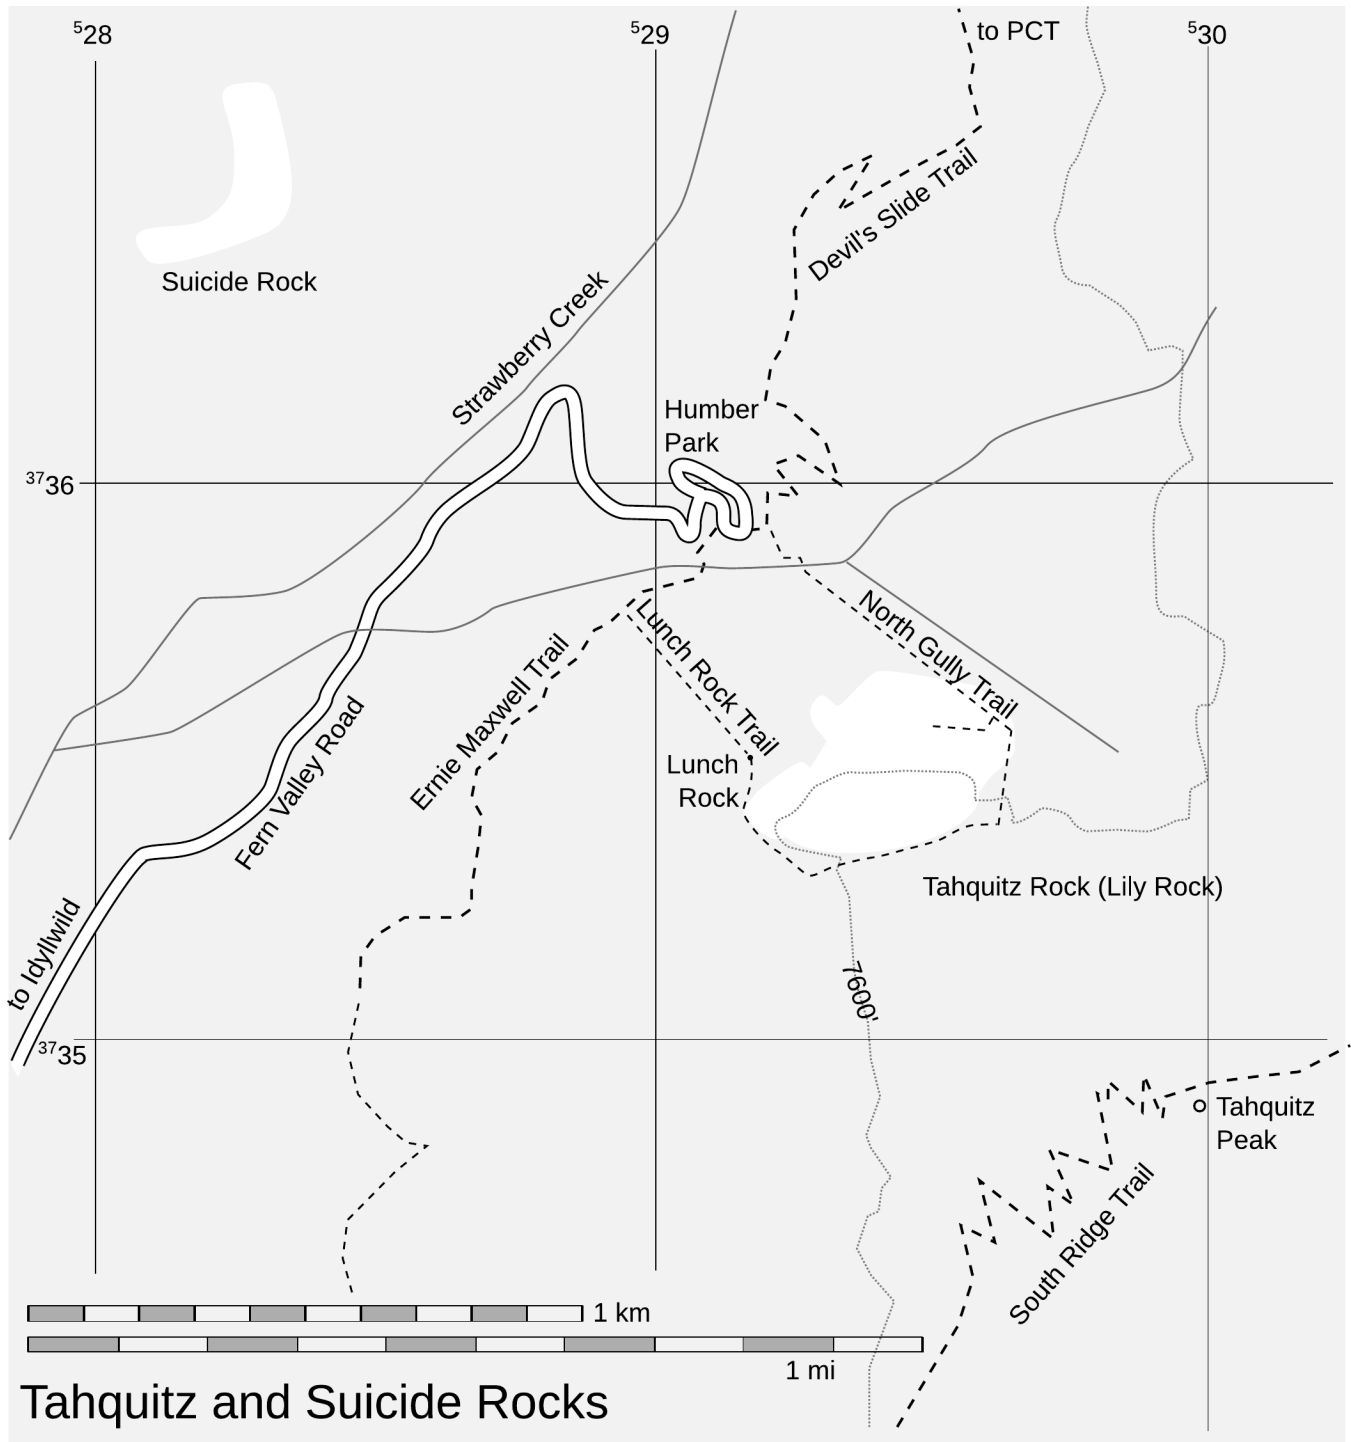 528
529
to PCT
530
Devil's Slide Trail
Suicide Rock
Strawberry Creek
Humber
Park
3736
North Gully Trail
Lunch Rock Trail
Ernie Maxwell Trail
Fern Valley Road
Lunch
Rock
Tahquitz Rock (Lily Rock)
to Idyllwild
7600'
3735
Tahquitz
Peak
South Ridge Trail
1 km
1 mi
Tahquitz and Suicide Rocks